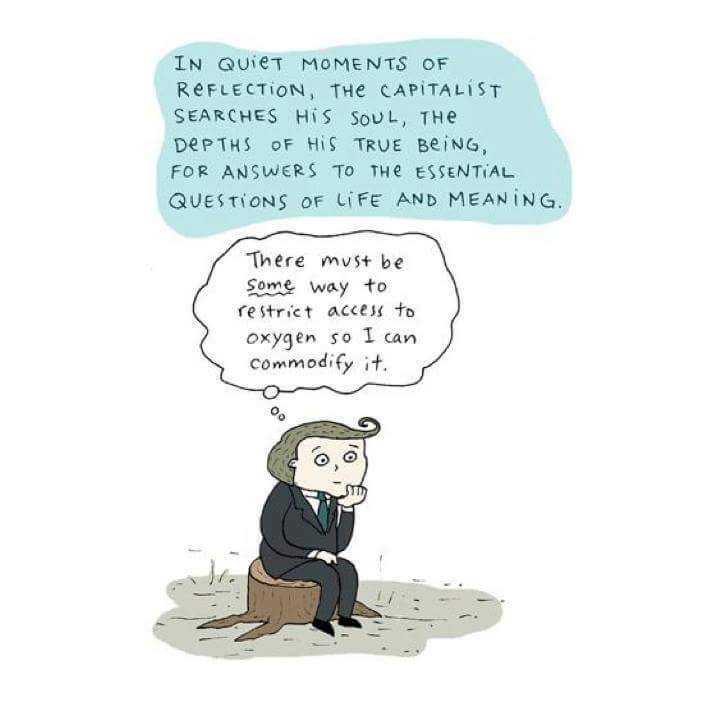 IN QUIET MOMENTS OF
REFLECTION, THE CAPITALIST
SEARCHES HIS SOUL, THE
DEPTHS OF HIS TRUE BEING,
FOR ANSWERS TO THE ESSENTIAL
QUESTIONS OF LIFE AND MEANING.
There must be
some way to
restrict access to
oxygen so I can
commodify it.